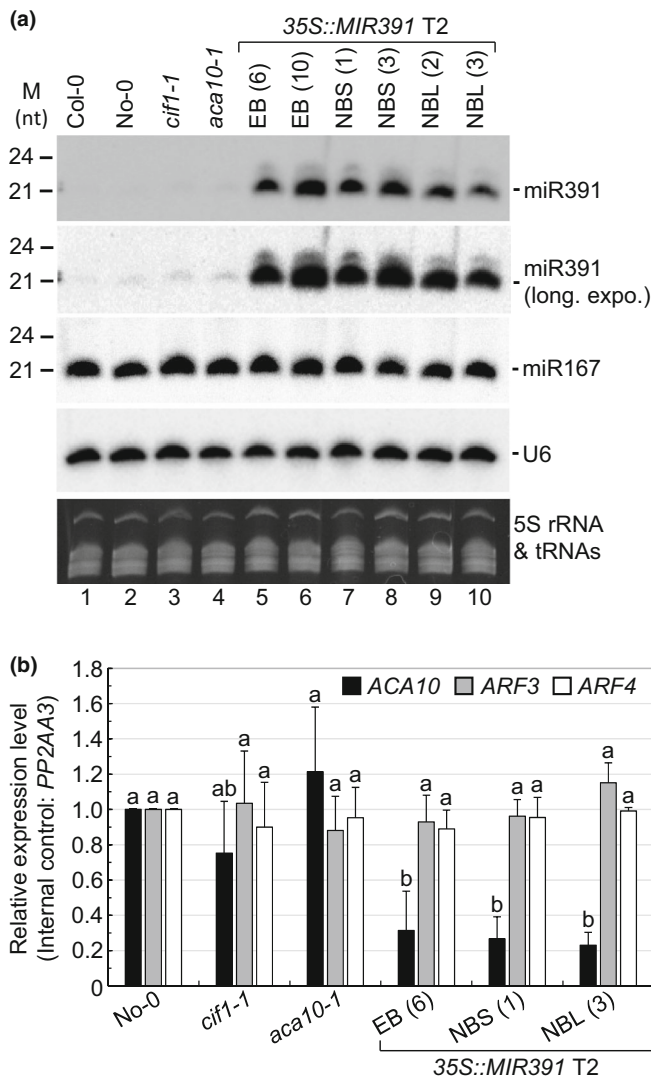 (a)
35S::MIR391 T2
M
(nt)
Col-0
No-0
cif1-1
aca10-1
EB (6)
EB (10)
NBS (1)
NBS (3)
NBL (2)
NBL (3)
24
21
miR391
24
21
miR391
(long. expo.)
24
21
miR167
U6
5S rRNA
& tRNAs
1 2 3 4 5 6 7 8 9 10
(b)
Relative expression level
(Internal control: PP2AA3)
1.8
1.6
1.4
1.2
1.0
0.8
0.6
0.4
0.2
0
ACA10 ARF3 ARF4
a a a
ab a a
a a a
b a a
b a a
b a a
No-0
cif1-1
aca10-1
EB (6)
NBS (1)
NBL (3)
35S::MIR391 T2